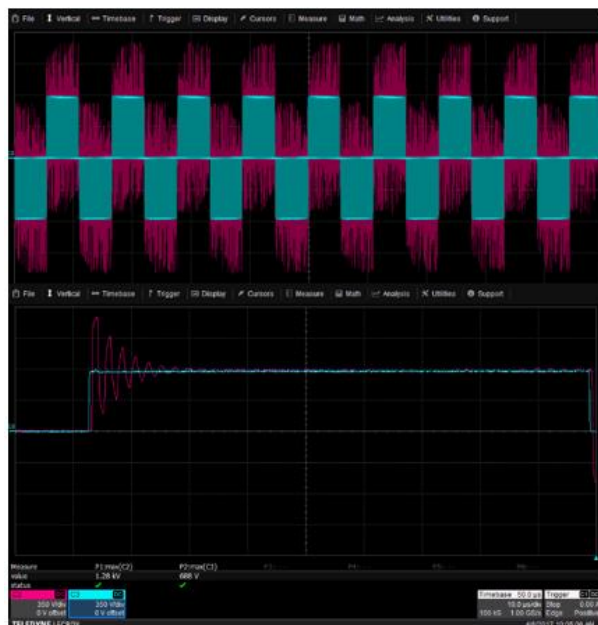 File Vertical Timebase Trigger Display Cursors Measure Math Analysis Utilities Support
File Vertical Timebase Trigger Display Cursors Measure Math Analysis Utilities Support
Measure P1:max(C2) P2:max(C3)
value 1.28 kV 688 V
status
Timebase 50.0 µs Trigger
350 V/div 350 V/div 10.0 µs/div Stop
0 V offset 0 V offset 100 kS 1.00 GS/s Edge Positive
TELEDYNE LECROY